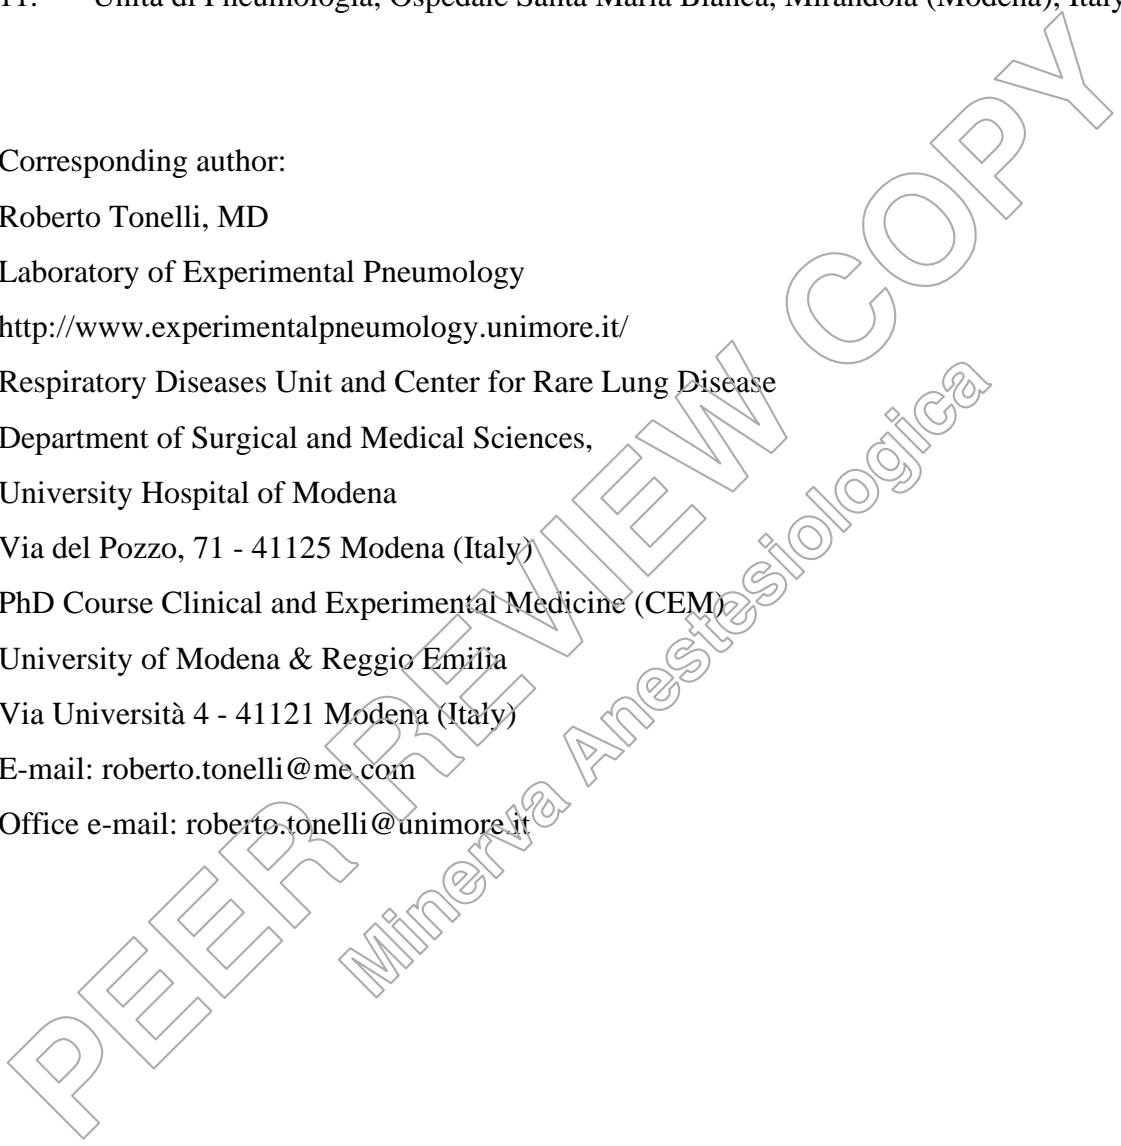 11. Unità di Pneumologia, Ospedale Santa Maria Bianca, Mirandola (Modena), Italy
Corresponding author:
Roberto Tonelli, MD
Laboratory of Experimental Pneumology
http://www.experimentalpneumology.unimore.it/
Respiratory Diseases Unit and Center for Rare Lung Disease
Department of Surgical and Medical Sciences,
University Hospital of Modena
Via del Pozzo, 71 - 41125 Modena (Italy)
PhD Course Clinical and Experimental Medicine (CEM)
University of Modena & Reggio Emilia
Via Università 4 - 41121 Modena (Italy)
E-mail: roberto.tonelli@me.com
Office e-mail: roberto.tonelli@unimore.it
PEER REVIEW COPY
Minerva Anestesiologica